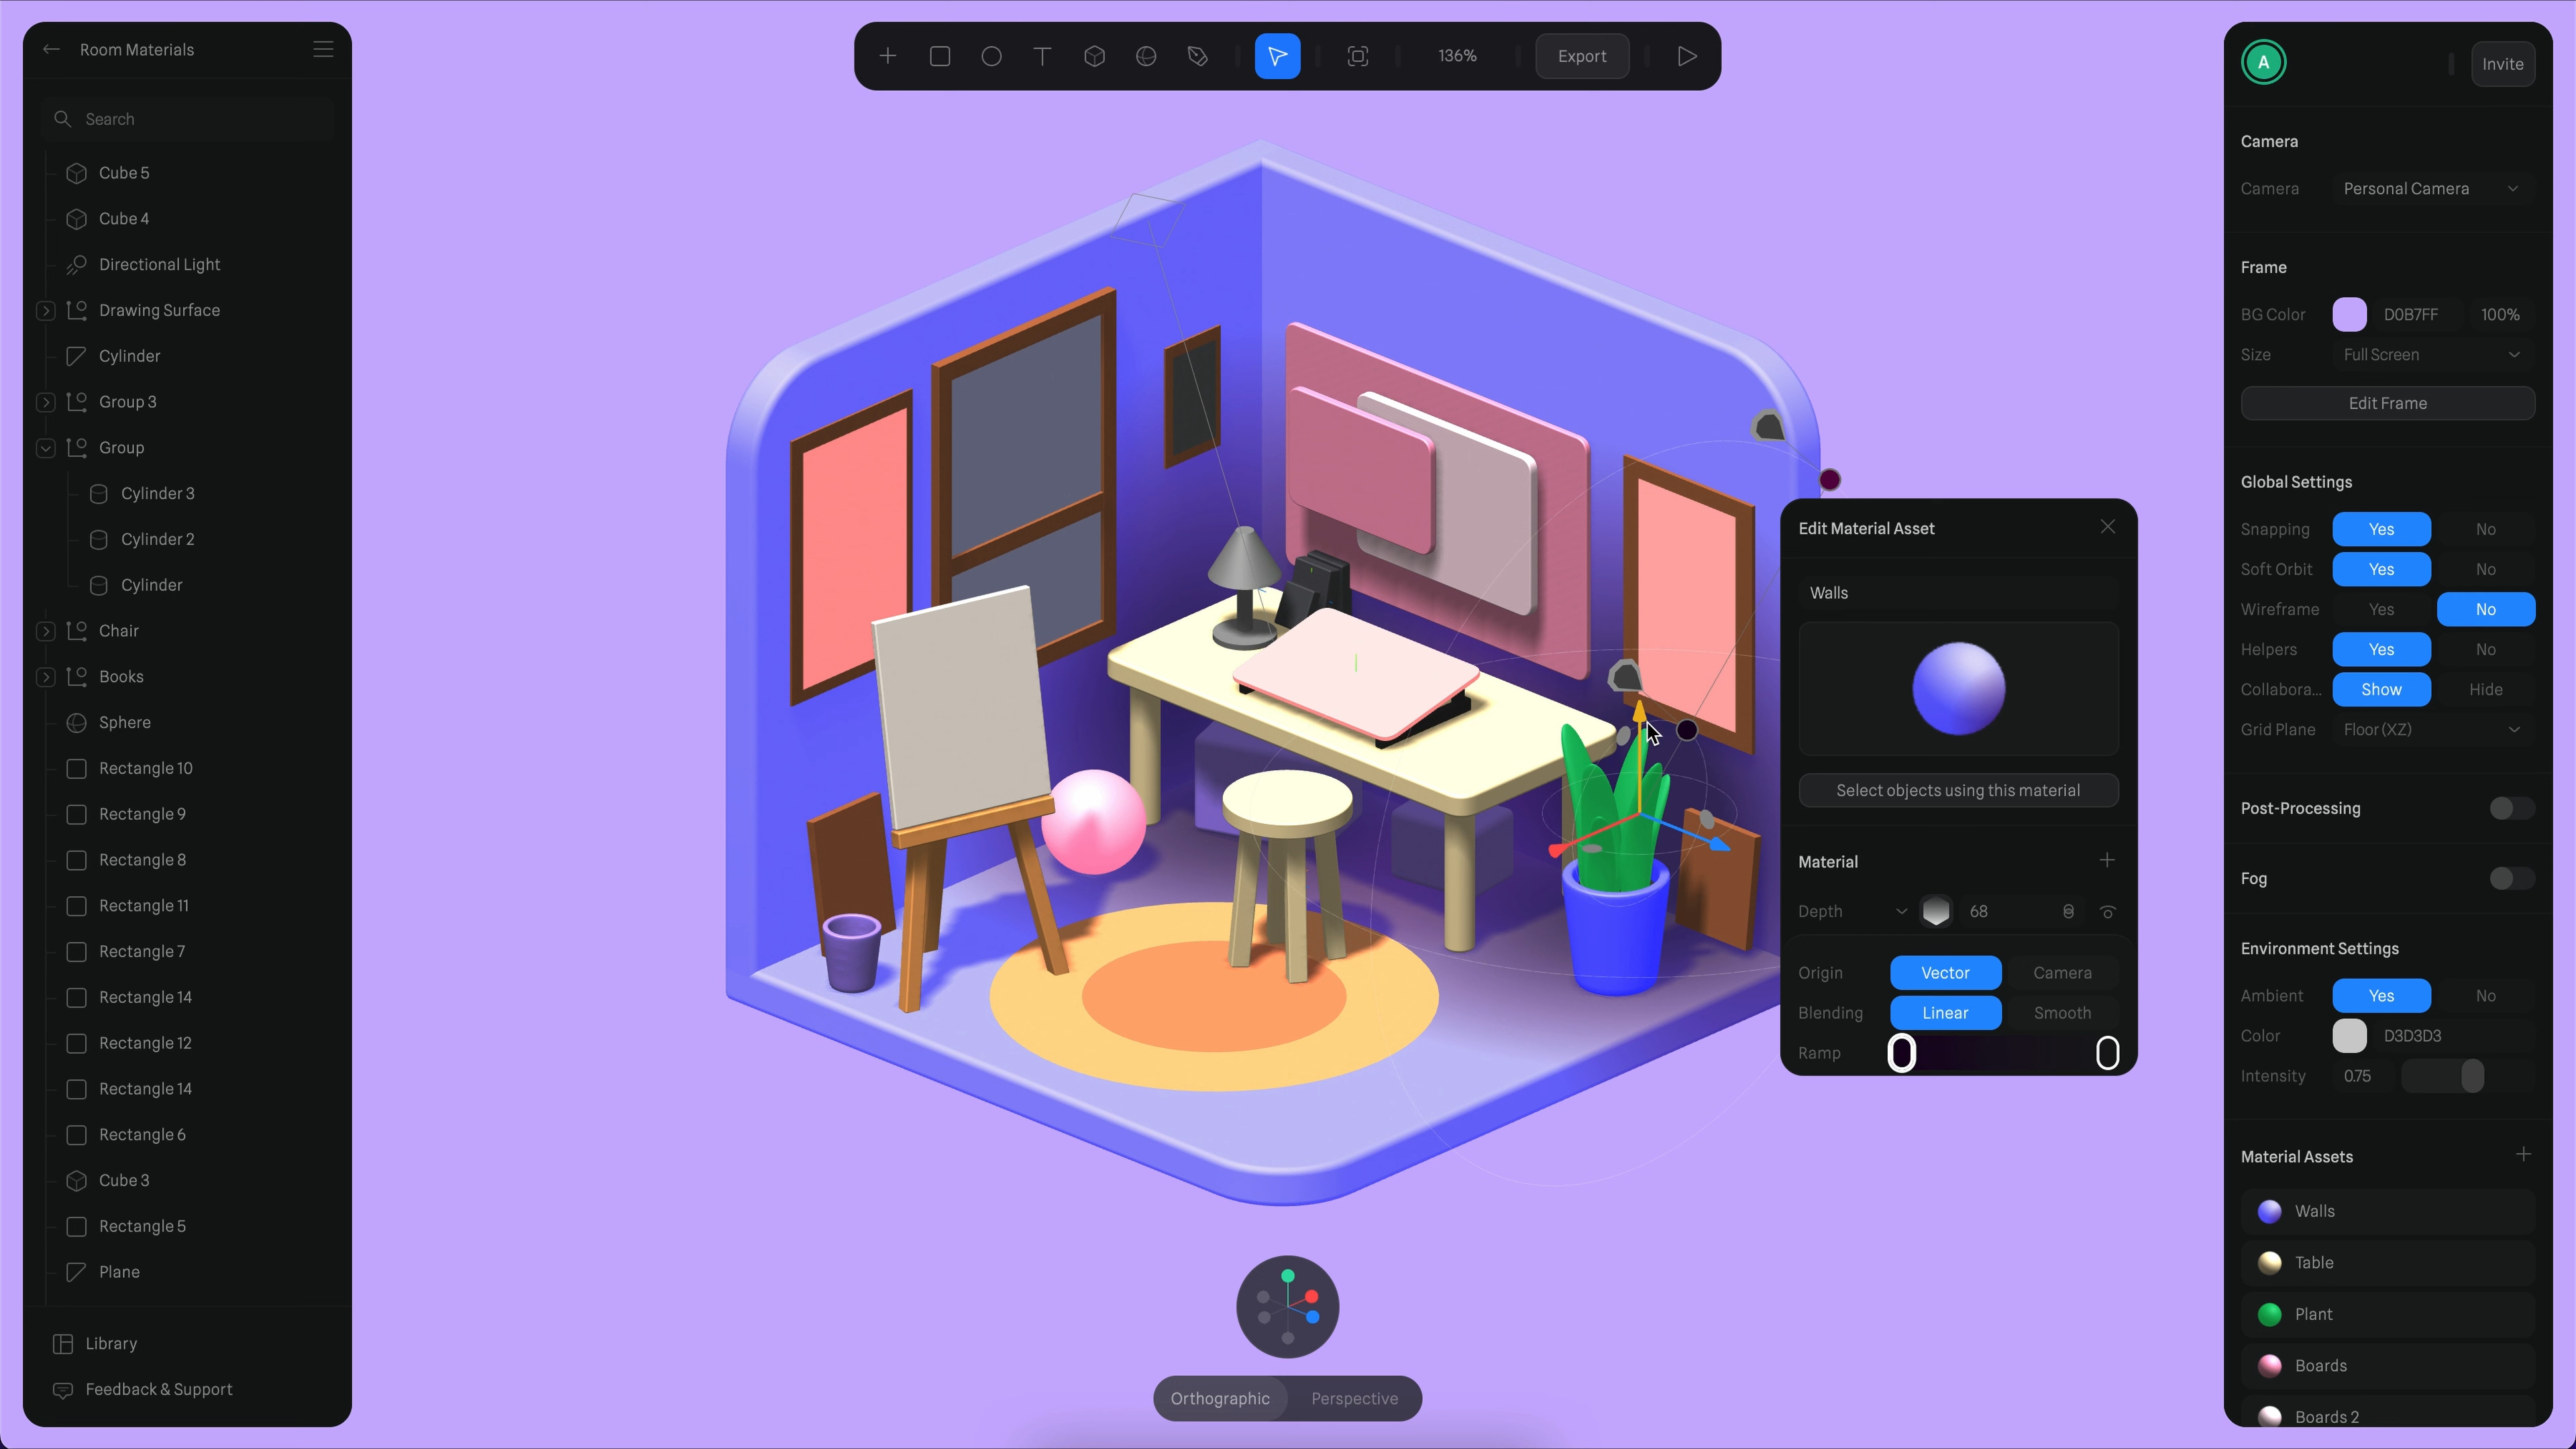 Room Materials
Search
Cube 5
Cube 4
Directional Light
Drawing Surface
Cylinder
Group 3
Group
Cylinder 3
Cylinder 2
Cylinder
Chair
Books
Sphere
Rectangle 10
Rectangle 9
Rectangle 8
Rectangle 11
Rectangle 7
Rectangle 14
Rectangle 12
Rectangle 14
Rectangle 6
Cube 3
Rectangle 5
Plane
Library
Feedback & Support
136%
Export
Orthographic
Perspective
Edit Material Asset
Walls
Select objects using this material
Material
Depth 68
Origin Vector Camera
Blending Linear Smooth
Ramp
A
Invite
Camera
Camera Personal Camera
Frame
BG Color D0B7FF 100%
Size Full Screen
Edit Frame
Global Settings
Snapping Yes No
Soft Orbit Yes No
Wireframe Yes No
Helpers Yes No
Collabora... Show Hide
Grid Plane Floor (XZ)
Post-Processing
Fog
Environment Settings
Ambient Yes No
Color D3D3D3
Intensity 0.75
Material Assets
Walls
Table
Plant
Boards
Boards 2